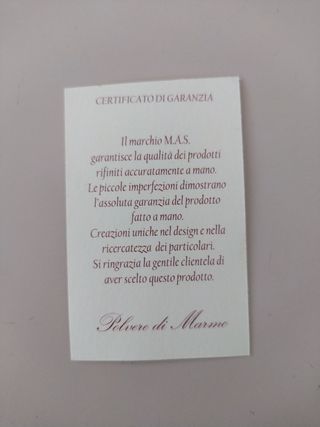 CERTIFICATO DI GARANZIA
Il marchio M.A.S.
garantisce la qualità dei prodotti
rifiniti accuratamente a mano.
Le piccole imperfezioni dimostrano
l'assoluta garanzia del prodotto
fatto a mano.
Creazioni uniche nel design e nella
ricercatezza dei particolari.
Si ringrazia la gentile clientela di
aver scelto questo prodotto.
Polvere di Marmo